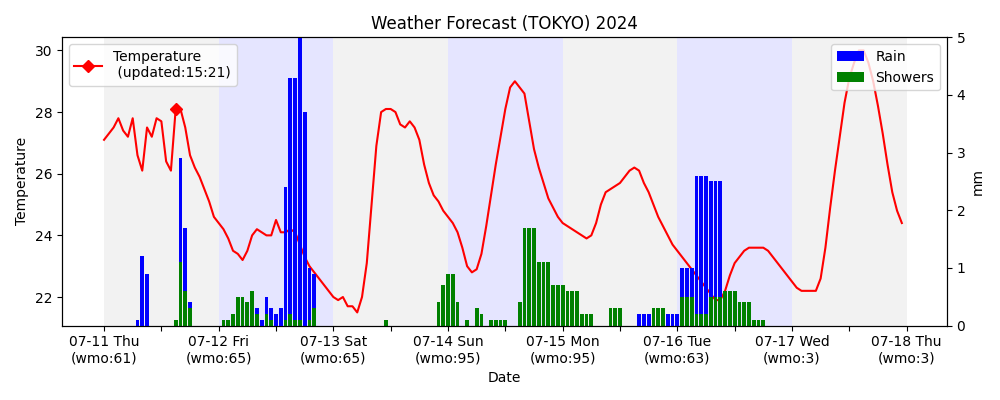 Weather Forecast (TOKYO) 2024
Temperature
(updated:15:21)
Rain
Showers
30
28
26
24
22
Temperature
5
4
3
2
1
0
mm
07-11 Thu 07-12 Fri 07-13 Sat 07-14 Sun 07-15 Mon 07-16 Tue 07-17 Wed 07-18 Thu
(wmo:61) (wmo:65) (wmo:65) (wmo:95) (wmo:95) (wmo:63) (wmo:3) (wmo:3)
Date